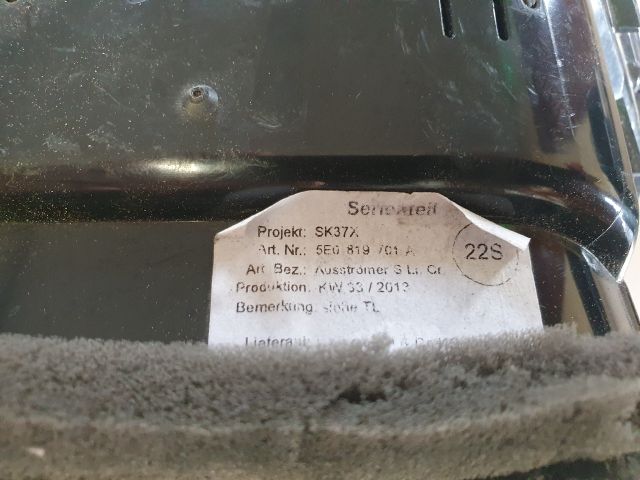 Serienteil
Projekt: SK37X
Art. Nr.: 5E0 819 701 A
22S
Art. Bez.: Ausströmer S Li. Cr.
Produktion: KW 33 / 2013
Bemerkung: siehe TL
Lieferant: